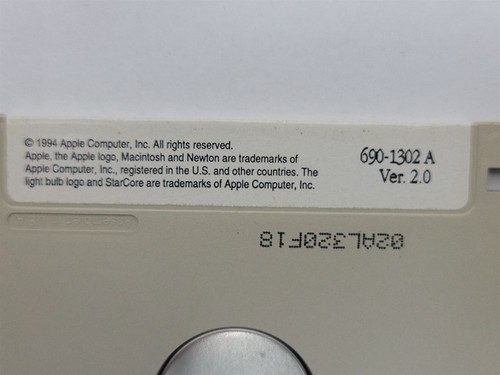 © 1994 Apple Computer, Inc. All rights reserved.
Apple, the Apple logo, Macintosh and Newton are trademarks of
Apple Computer, Inc., registered in the U.S. and other countries. The
light bulb logo and StarCore are trademarks of Apple Computer, Inc.
690-1302 A
Ver. 2.0
02AL320F18